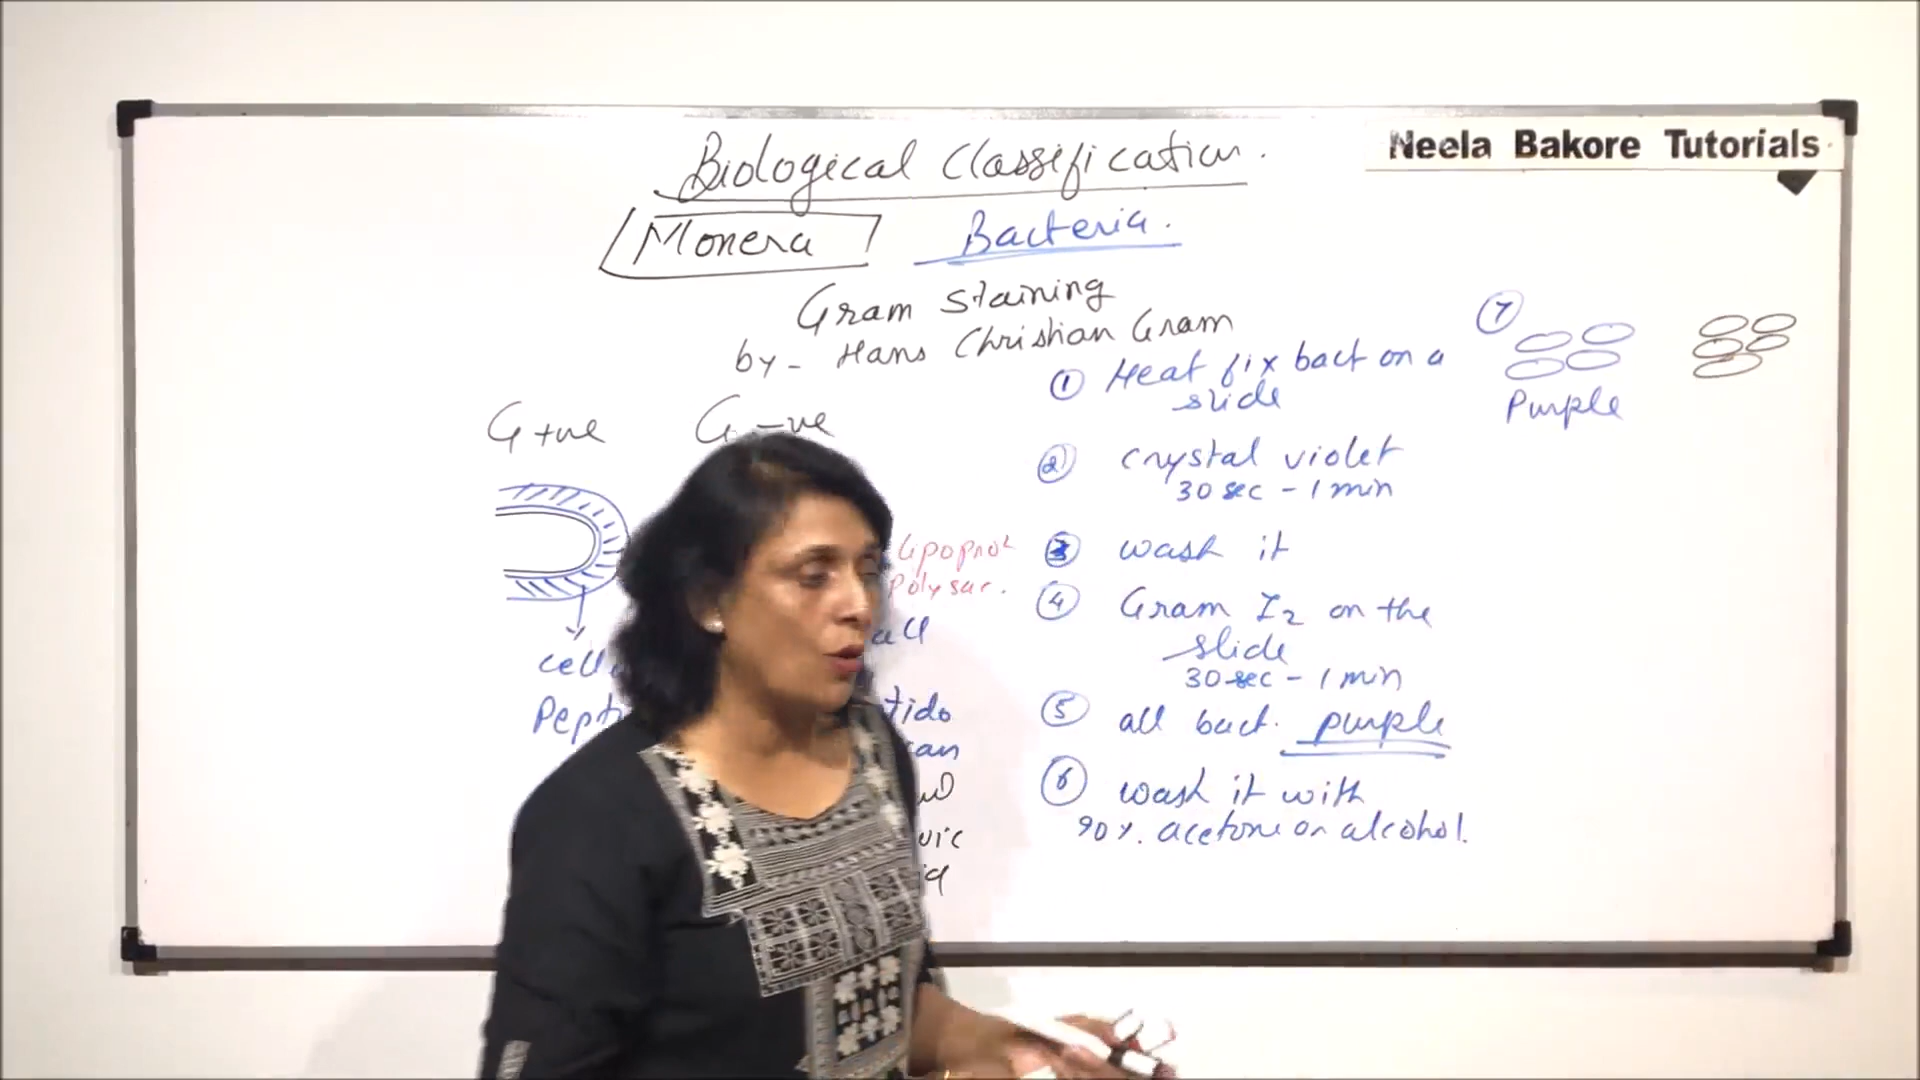 Biological Classification.
Neela Bakore Tutorials
Monera Bacteria.
Gram Staining
by - Hans Christian Gram
G +ve G -ve
① Heat fix bact on a
slide
② crystal violet
30 sec - 1 min
③ wash it
④ Gram I2 on the
slide
30 sec - 1 min
⑤ all bact. purple
⑥ wash it with
90%. acetone or alcohol.
⑦
Purple
Lipoprot
Polysac.
cell
Pepti